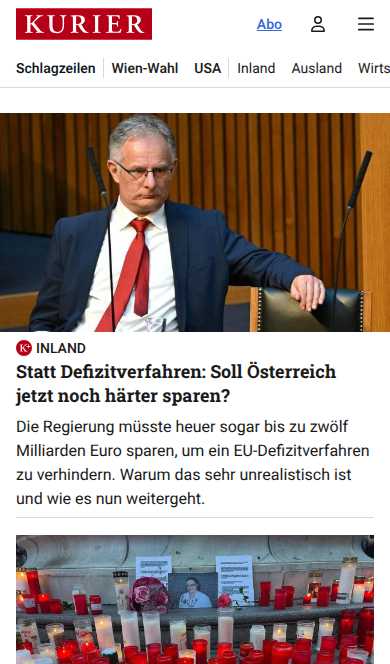 KURIER
Abo
Schlagzeilen Wien-Wahl USA Inland Ausland Wirts
K+ INLAND
Statt Defizitverfahren: Soll Österreich
jetzt noch härter sparen?
Die Regierung müsste heuer sogar bis zu zwölf
Milliarden Euro sparen, um ein EU-Defizitverfahren
zu verhindern. Warum das sehr unrealistisch ist
und wie es nun weitergeht.